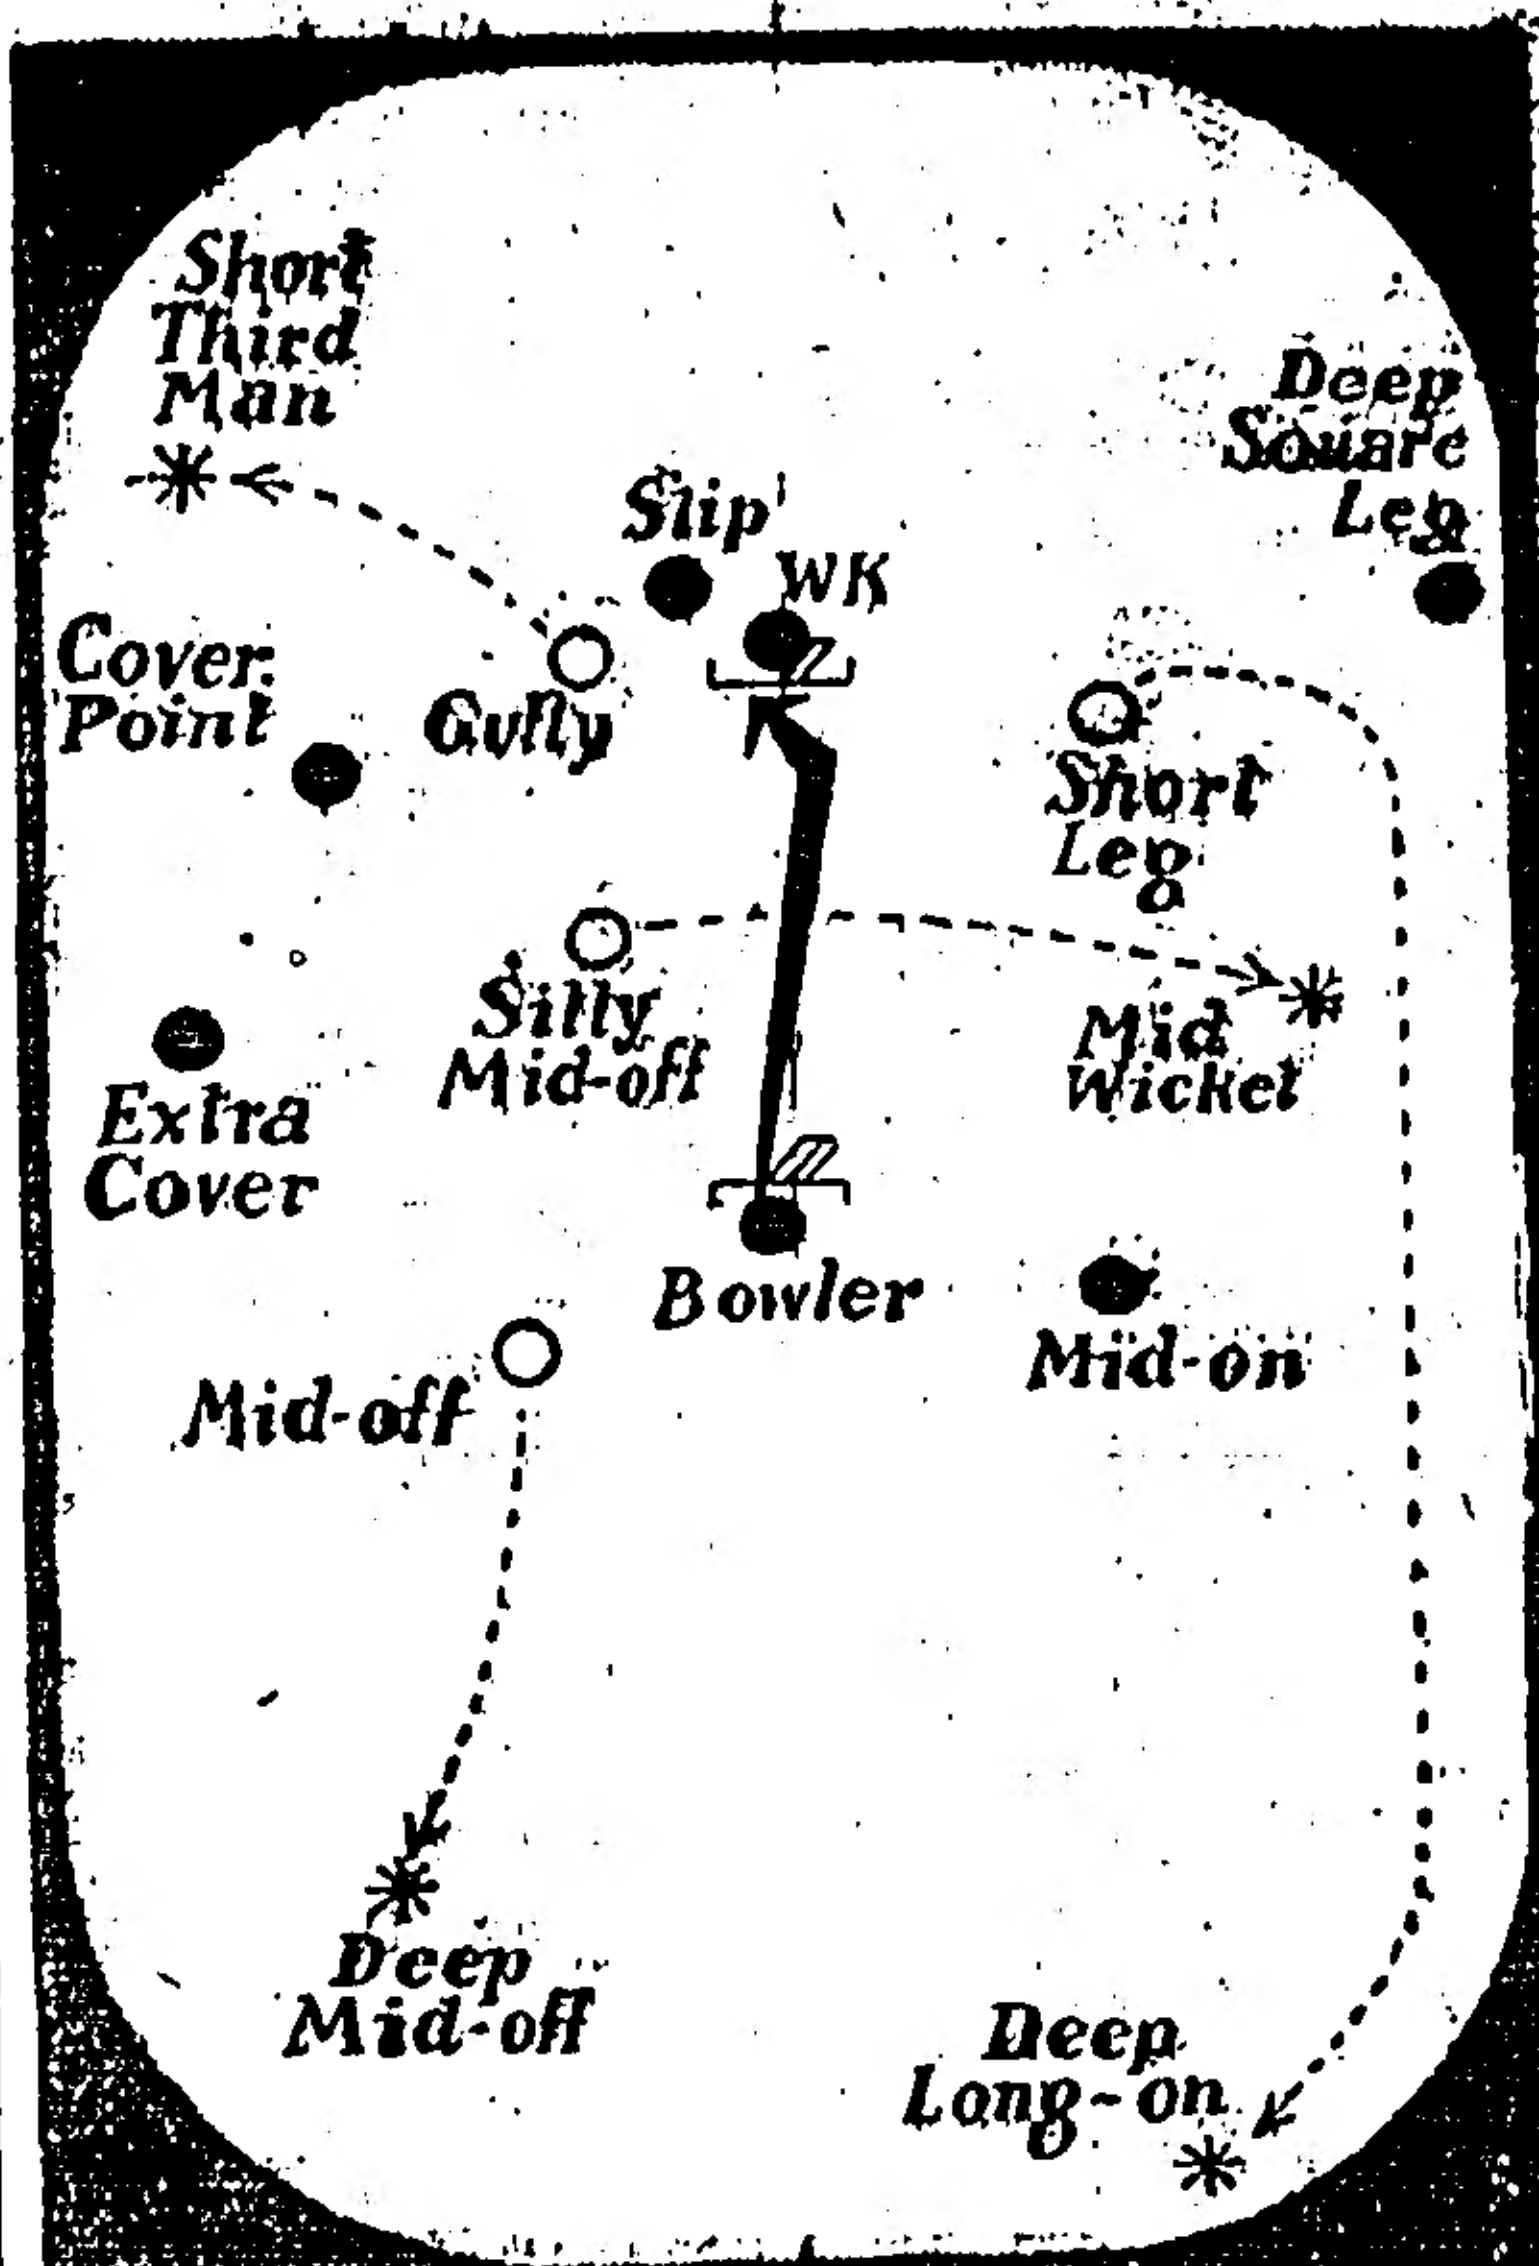 Short
Third
Man
Deep
Square
Leg
Slip
WK
Cover
Point
Gully
Short
Leg
Silly
Mid-off
Mid
Wicket
Extra
Cover
Bowler
Mid-on
Mid-off
Deep
Mid-off
Deep
Long-on